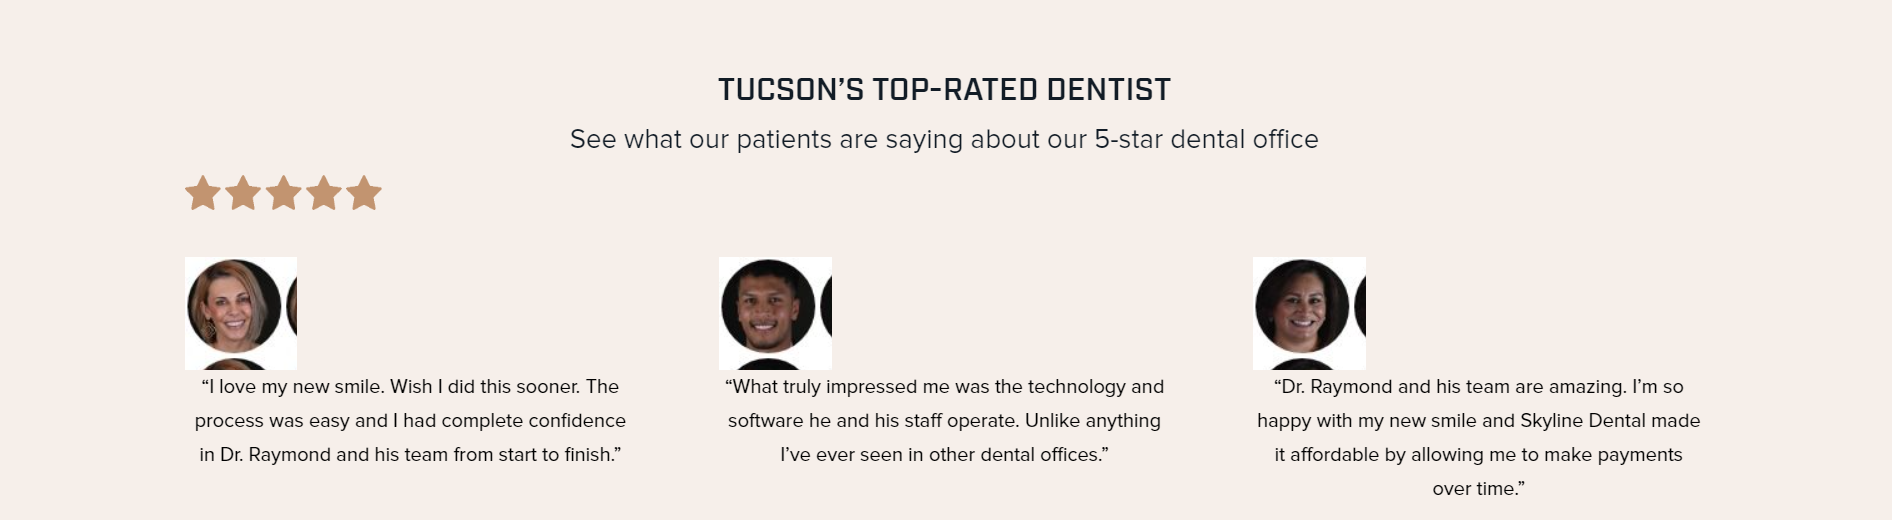 TUCSON’S TOP-RATED DENTIST
See what our patients are saying about our 5-star dental office
“I love my new smile. Wish I did this sooner. The
process was easy and I had complete confidence
in Dr. Raymond and his team from start to finish.”
“What truly impressed me was the technology and
software he and his staff operate. Unlike anything
I’ve ever seen in other dental offices.”
“Dr. Raymond and his team are amazing. I’m so
happy with my new smile and Skyline Dental made
it affordable by allowing me to make payments
over time.”